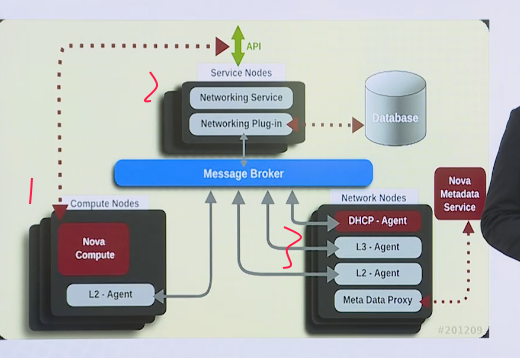 API
Service Nodes
2
Networking Service
Networking Plug-in
Database
Message Broker
1
Compute Nodes
Network Nodes
Nova
Metadata
Service
Nova
Compute
3
DHCP - Agent
L3 - Agent
L2 - Agent
L2 - Agent
Meta Data Proxy
#201209